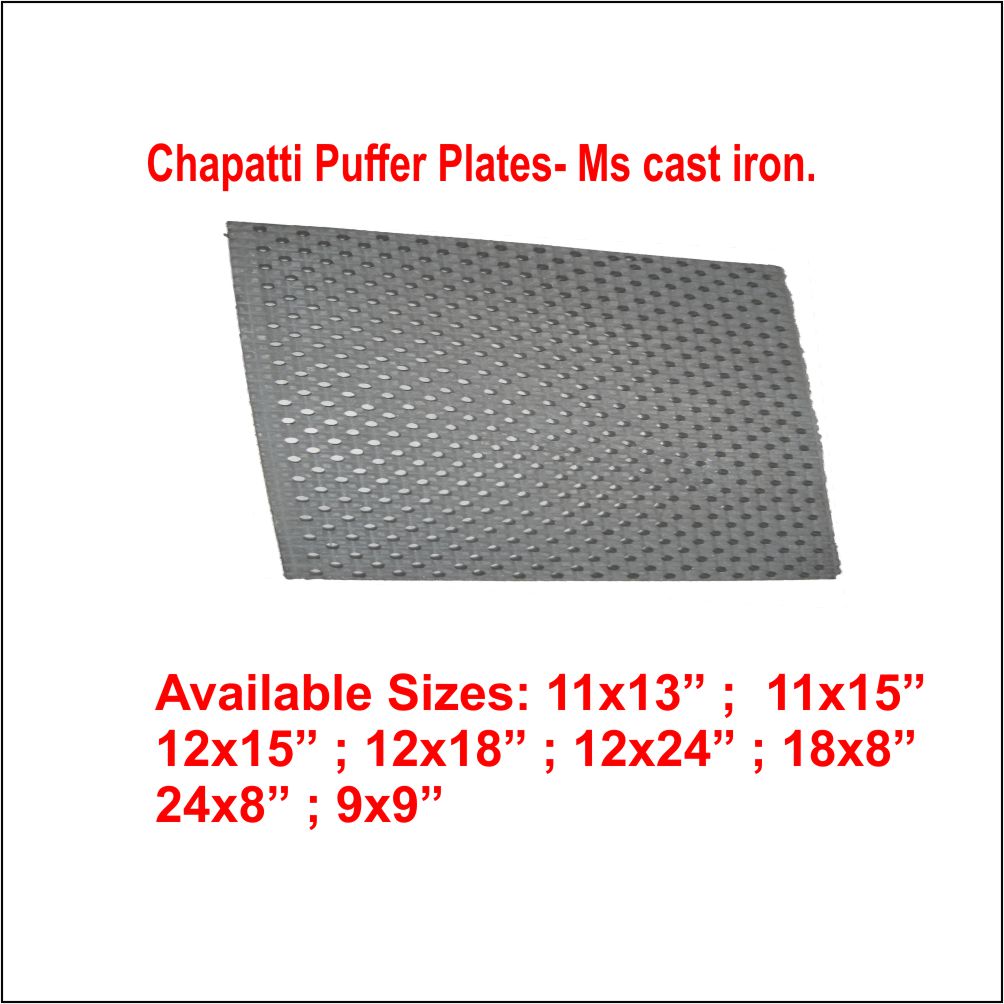 Chapatti Puffer Plates- Ms cast iron.
Available Sizes: 11x13” ;  11x15”
12x15” ; 12x18” ; 12x24” ; 18x8”
24x8” ; 9x9”